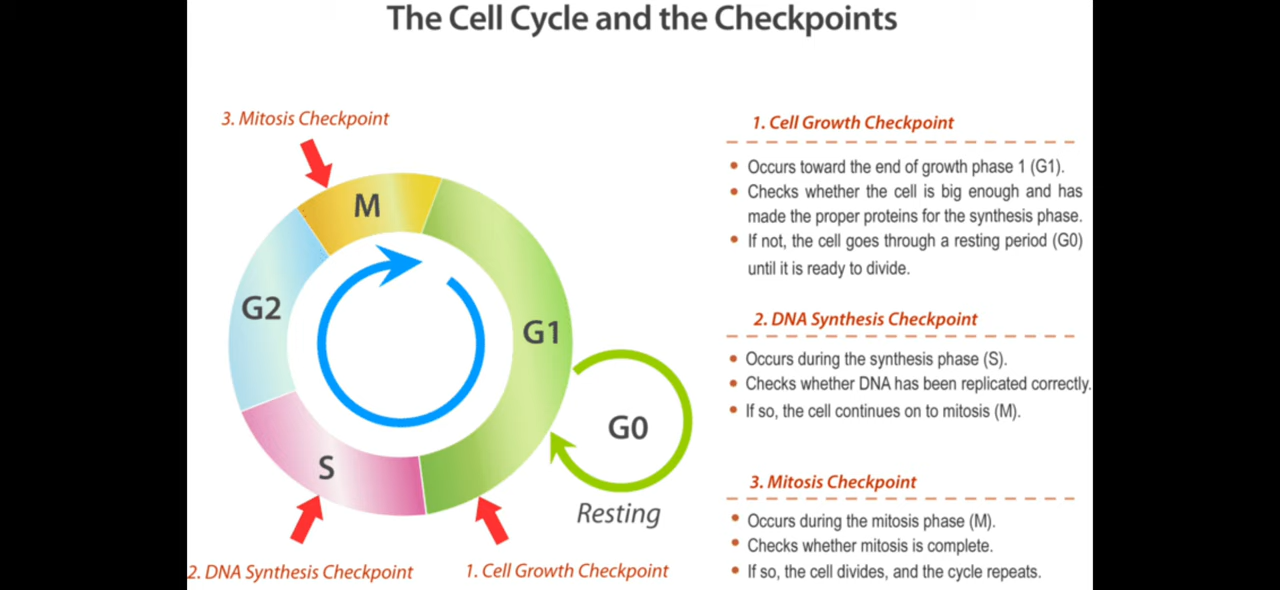 The Cell Cycle and the Checkpoints
3. Mitosis Checkpoint
M
G2
G1
S
G0
Resting
2. DNA Synthesis Checkpoint
1. Cell Growth Checkpoint
1. Cell Growth Checkpoint
• Occurs toward the end of growth phase 1 (G1).
• Checks whether the cell is big enough and has
made the proper proteins for the synthesis phase.
• If not, the cell goes through a resting period (G0)
until it is ready to divide.
2. DNA Synthesis Checkpoint
• Occurs during the synthesis phase (S).
• Checks whether DNA has been replicated correctly.
• If so, the cell continues on to mitosis (M).
3. Mitosis Checkpoint
• Occurs during the mitosis phase (M).
• Checks whether mitosis is complete.
• If so, the cell divides, and the cycle repeats.